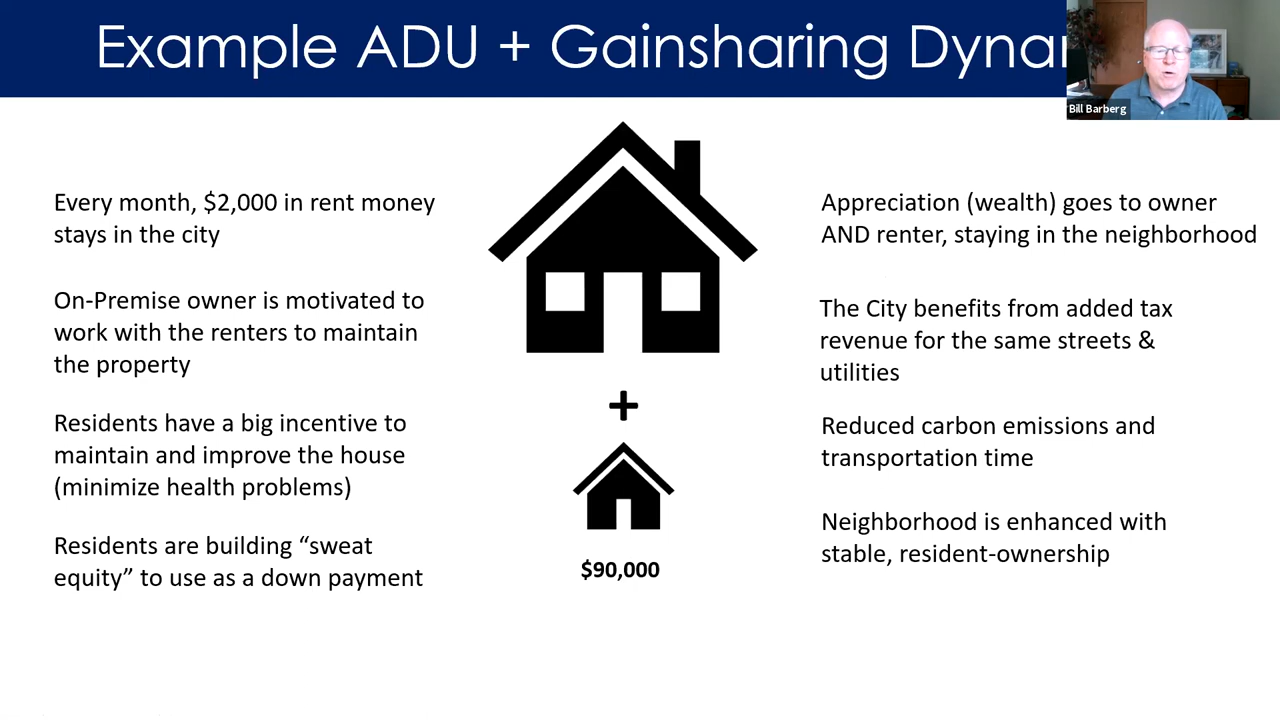 Example ADU + Gainsharing
Bill Barberg
Every month, $2,000 in rent money
stays in the city
On-Premise owner is motivated to
work with the renters to maintain
the property
Residents have a big incentive to
maintain and improve the house
(minimize health problems)
Residents are building “sweat
equity” to use as a down payment
+
$90,000
Appreciation (wealth) goes to owner
AND renter, staying in the neighborhood
The City benefits from added tax
revenue for the same streets &
utilities
Reduced carbon emissions and
transportation time
Neighborhood is enhanced with
stable, resident-ownership